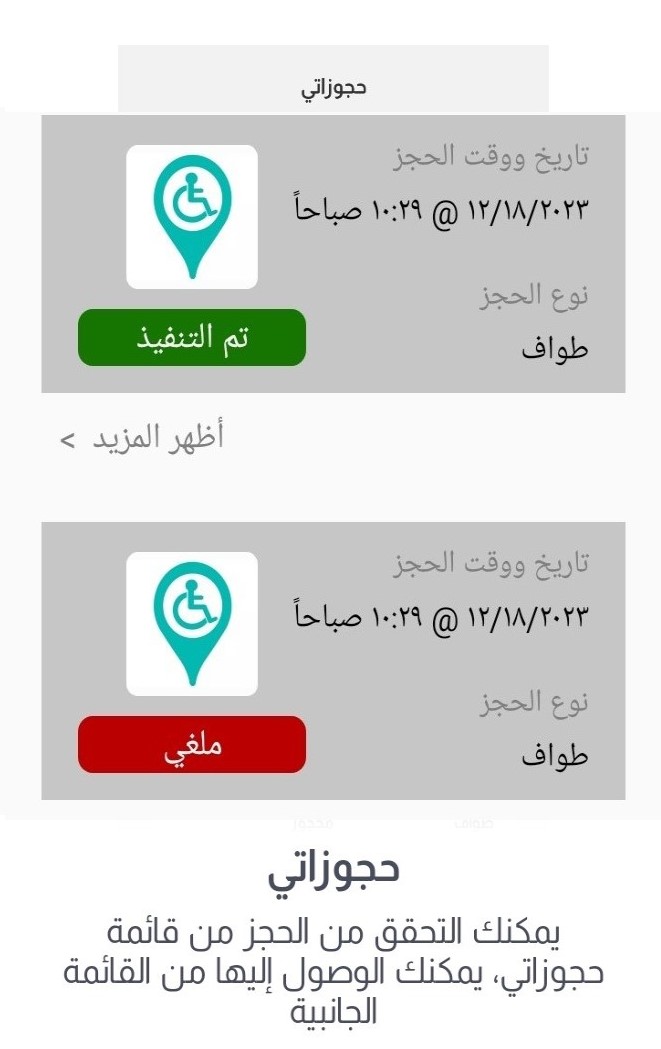 حجوزاتي
تاريخ ووقت الحجز
١٢/١٨/٢٠٢٣ @ ١٠:٢٩ صباحاً
نوع الحجز
طواف
تم التنفيذ
أظهر المزيد >
تاريخ ووقت الحجز
١٢/١٨/٢٠٢٣ @ ١٠:٢٩ صباحاً
نوع الحجز
طواف
ملغي
حجوزاتي
يمكنك التحقق من الحجز من قائمة
حجوزاتي، يمكنك الوصول إليها من القائمة
الجانبية